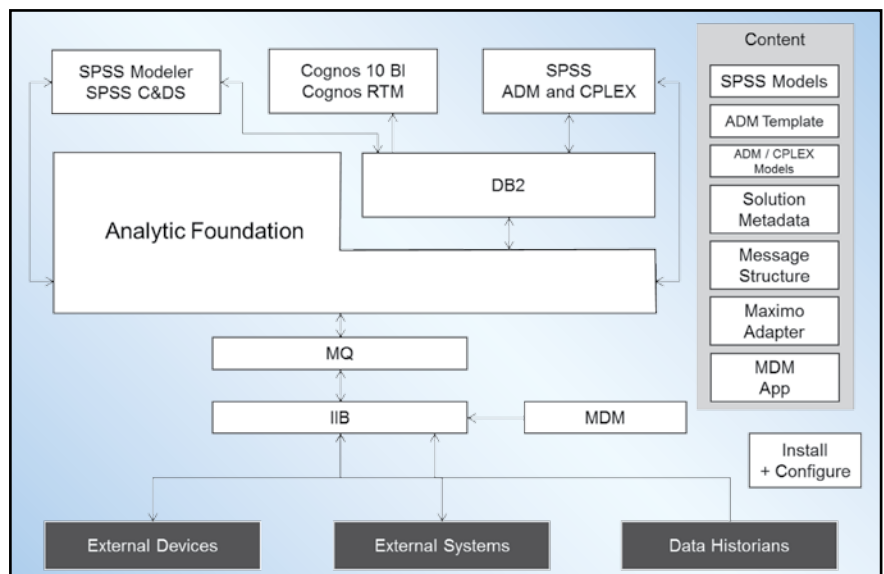 SPSS Modeler
SPSS C&DS
Cognos 10 BI
Cognos RTM
SPSS
ADM and CPLEX
DB2
Analytic Foundation
MQ
IIB
MDM
External Devices
External Systems
Data Historians
Content
SPSS Models
ADM Template
ADM / CPLEX
Models
Solution
Metadata
Message
Structure
Maximo
Adapter
MDM
App
Install
+ Configure